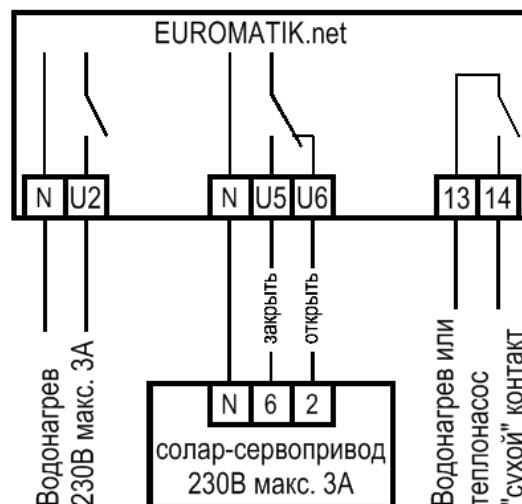 EUROMATIK.net
N U2 N U5 U6 13 14
закрыть
открыть
Водонагрев
230В макс. 3А
N 6 2
солар-сервопривод
230В макс. 3А
Водонагрев или
теплонасос
"сухой" контакт